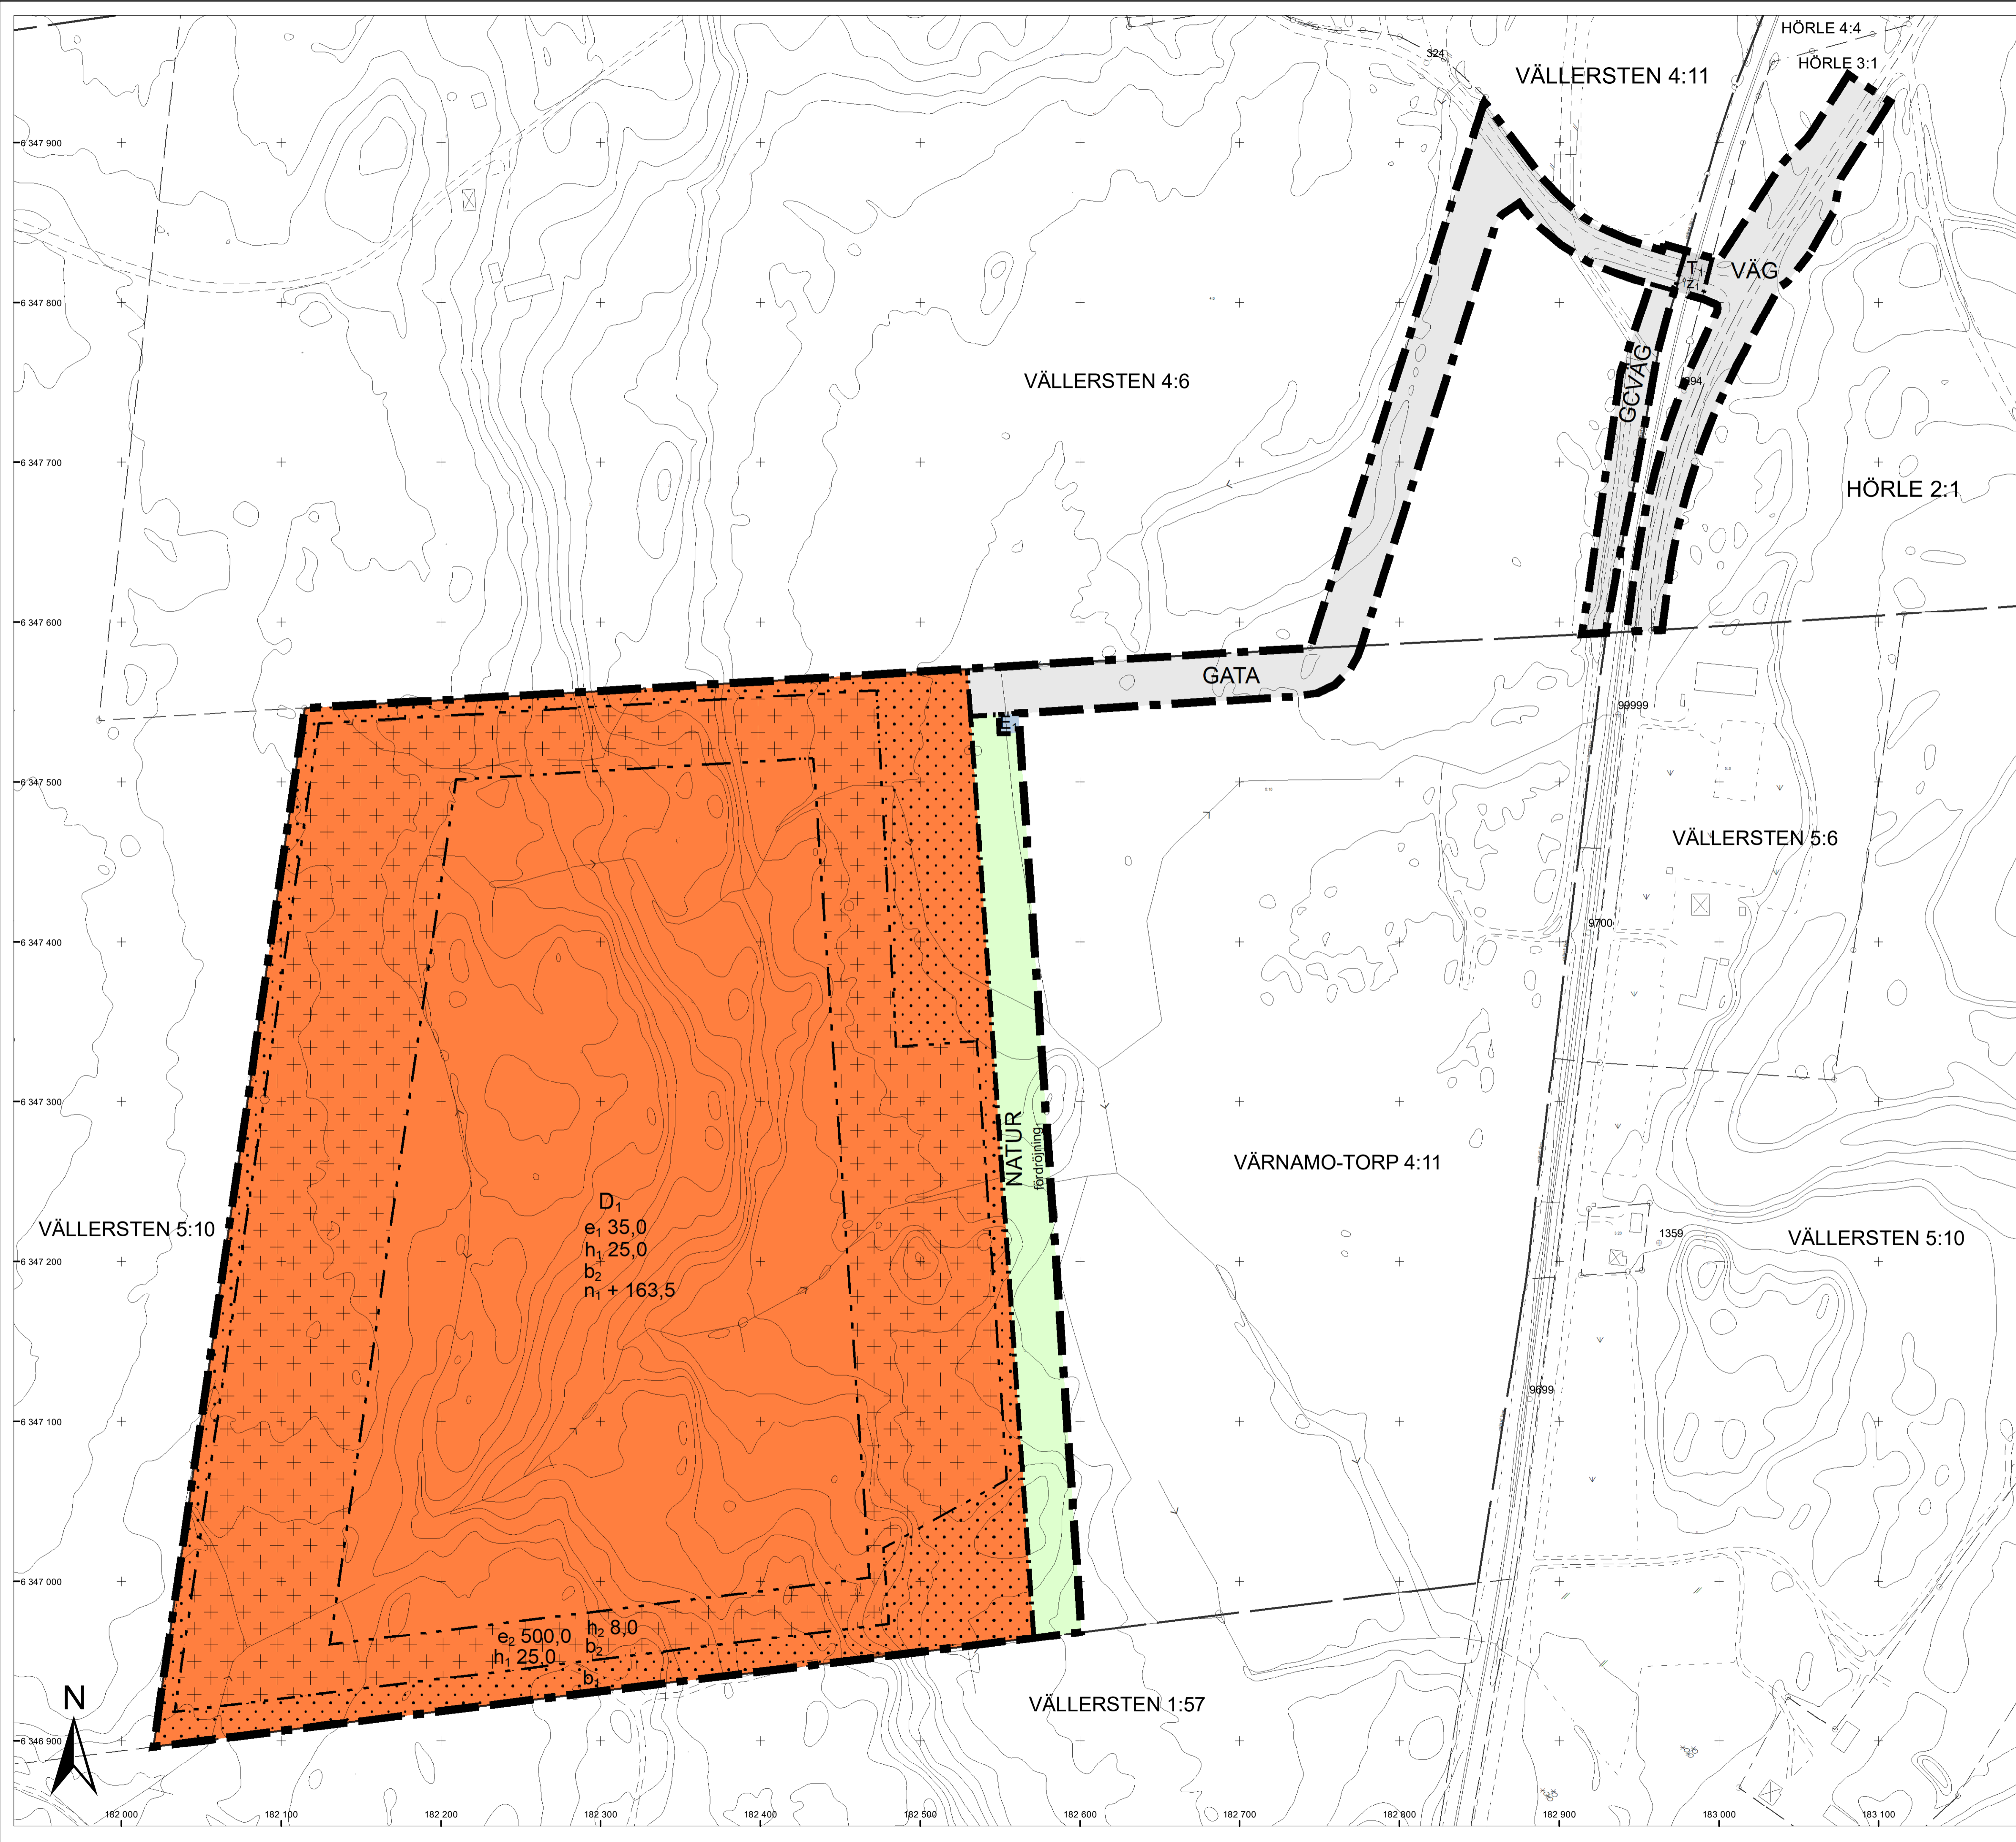 HÖRLE 4:4
324
HÖRLE 3:1
VÄLLERSTEN 4:11
6 347 900
T₁
VÄG
z₁
6 347 800
VÄLLERSTEN 4:6
GCVÄG
6 347 700
HÖRLE 2:1
6 347 600
GATA
99999
E₁
6 347 500
VÄLLERSTEN 5:6
6 347 400
9700
6 347 300
NATUR
fördröjning₁
VÄRNAMO-TORP 4:11
D₁
VÄLLERSTEN 5:10
e₁ 35,0
h₁ 25,0
b₂
n₁ + 163,5
1359
VÄLLERSTEN 5:10
6 347 200
6 347 100
9699
6 347 000
e₂ 500,0
h₁ 25,0
h₂ 8,0
b₂
b₁
N
VÄLLERSTEN 1:57
6 346 900
182 000 182 100 182 200 182 300 182 400 182 500 182 600 182 700 182 800 182 900 183 000 183 100